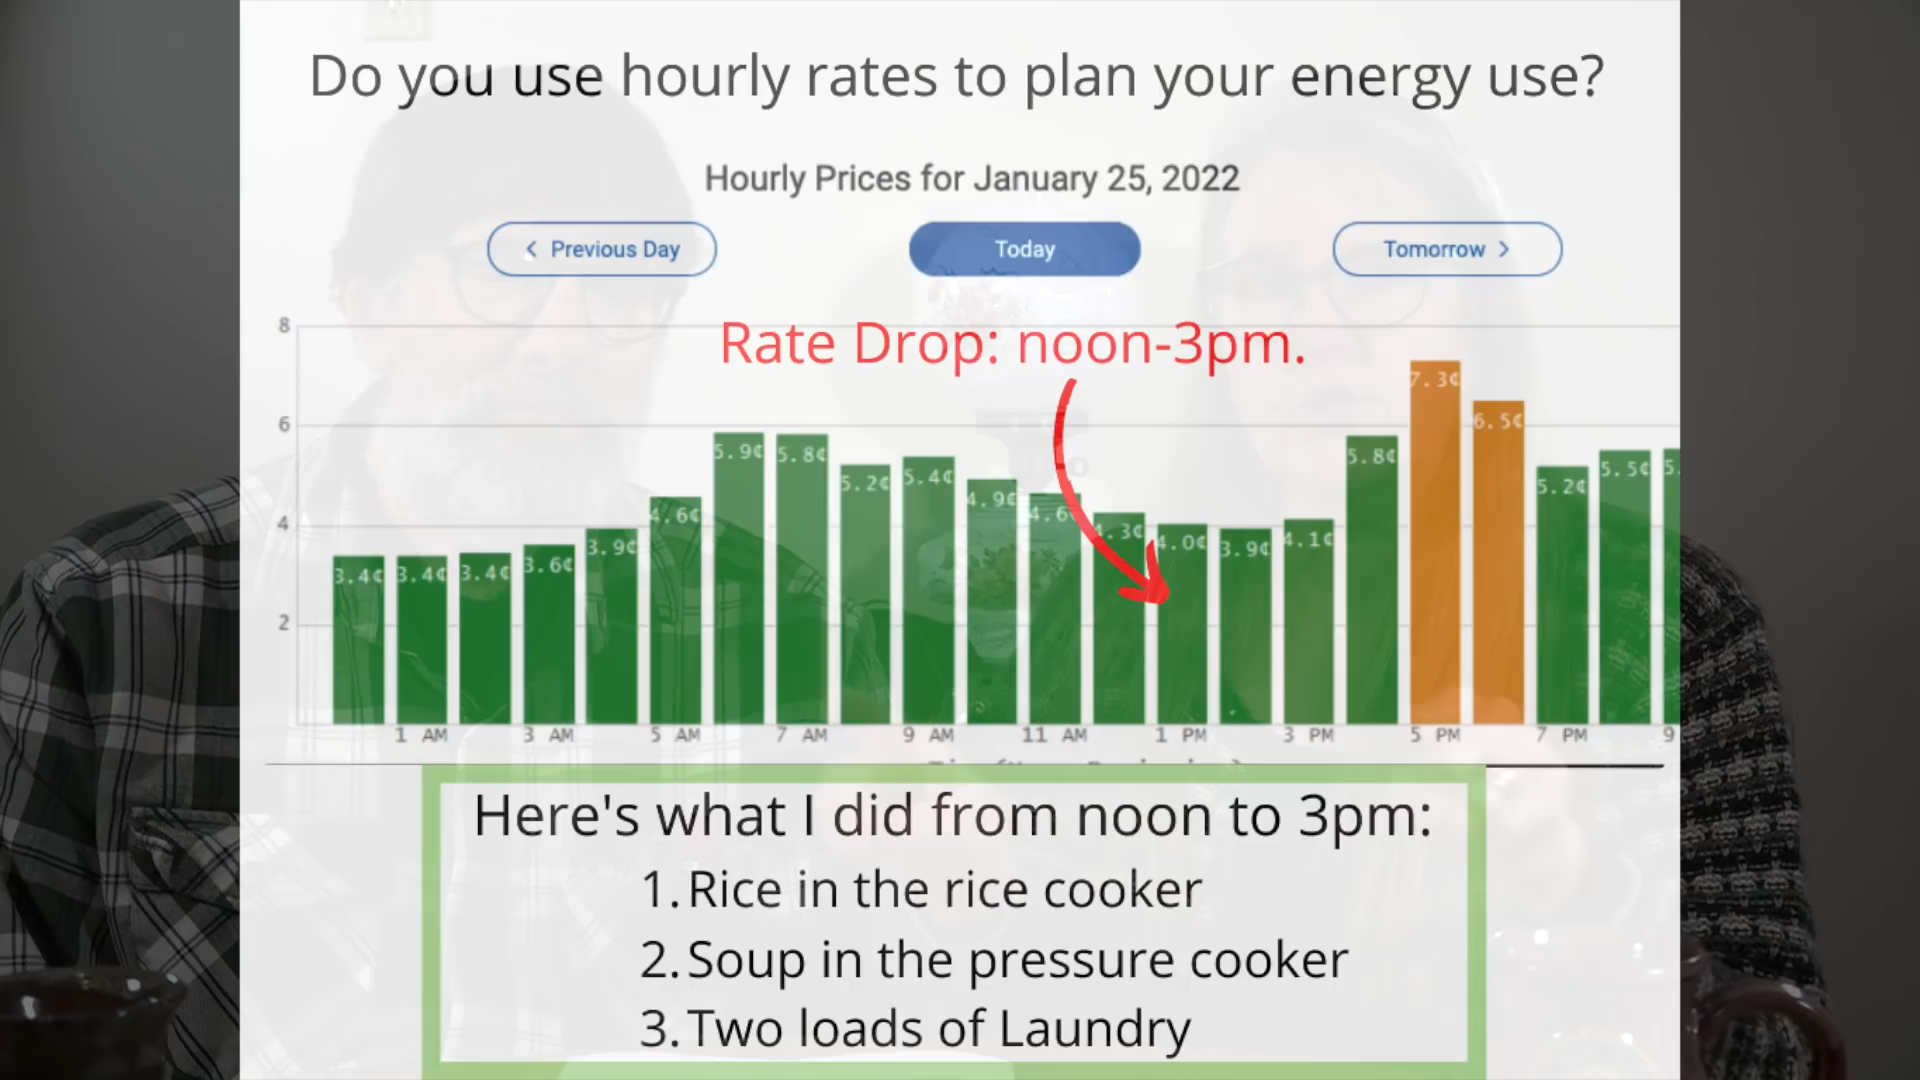 Do you use hourly rates to plan your energy use?
Hourly Prices for January 25, 2022
< Previous Day
Today
Tomorrow >
Rate Drop: noon-3pm.
8
6
4
2
3.4¢ 3.4¢ 3.4¢ 3.6¢ 3.9¢ 4.6¢ 5.9¢ 5.8¢ 5.2¢ 5.4¢ 4.9¢ 4.6¢ 4.3¢ 4.0¢ 3.9¢ 4.1¢ 5.8¢ 7.3¢ 6.5¢ 5.2¢ 5.5¢ 5.
1 AM 3 AM 5 AM 7 AM 9 AM 11 AM 1 PM 3 PM 5 PM 7 PM 9
Here's what I did from noon to 3pm:
1. Rice in the rice cooker
2. Soup in the pressure cooker
3. Two loads of Laundry